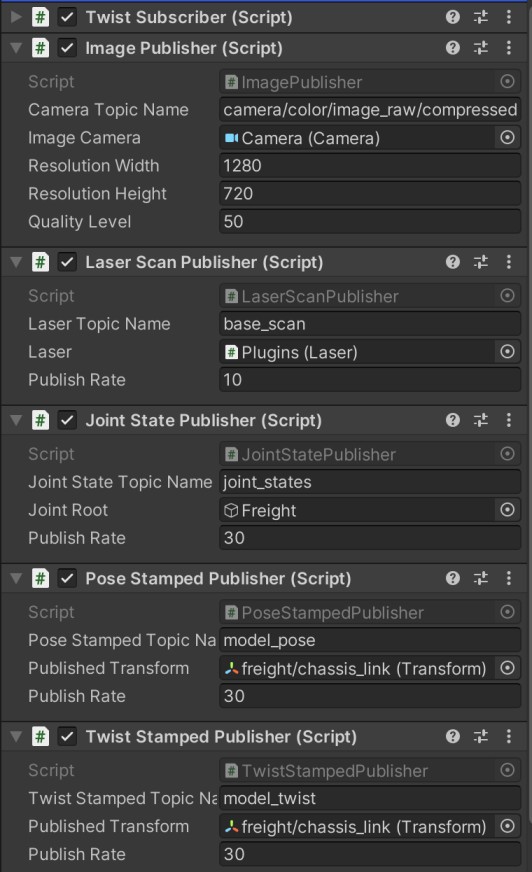 Twist Subscriber (Script)
Image Publisher (Script)
Script ImagePublisher
Camera Topic Name camera/color/image_raw/compressed
Image Camera Camera (Camera)
Resolution Width 1280
Resolution Height 720
Quality Level 50
Laser Scan Publisher (Script)
Script LaserScanPublisher
Laser Topic Name base_scan
Laser Plugins (Laser)
Publish Rate 10
Joint State Publisher (Script)
Script JointStatePublisher
Joint State Topic Name joint_states
Joint Root Freight
Publish Rate 30
Pose Stamped Publisher (Script)
Script PoseStampedPublisher
Pose Stamped Topic Na model_pose
Published Transform freight/chassis_link (Transform)
Publish Rate 30
Twist Stamped Publisher (Script)
Script TwistStampedPublisher
Twist Stamped Topic Na model_twist
Published Transform freight/chassis_link (Transform)
Publish Rate 30